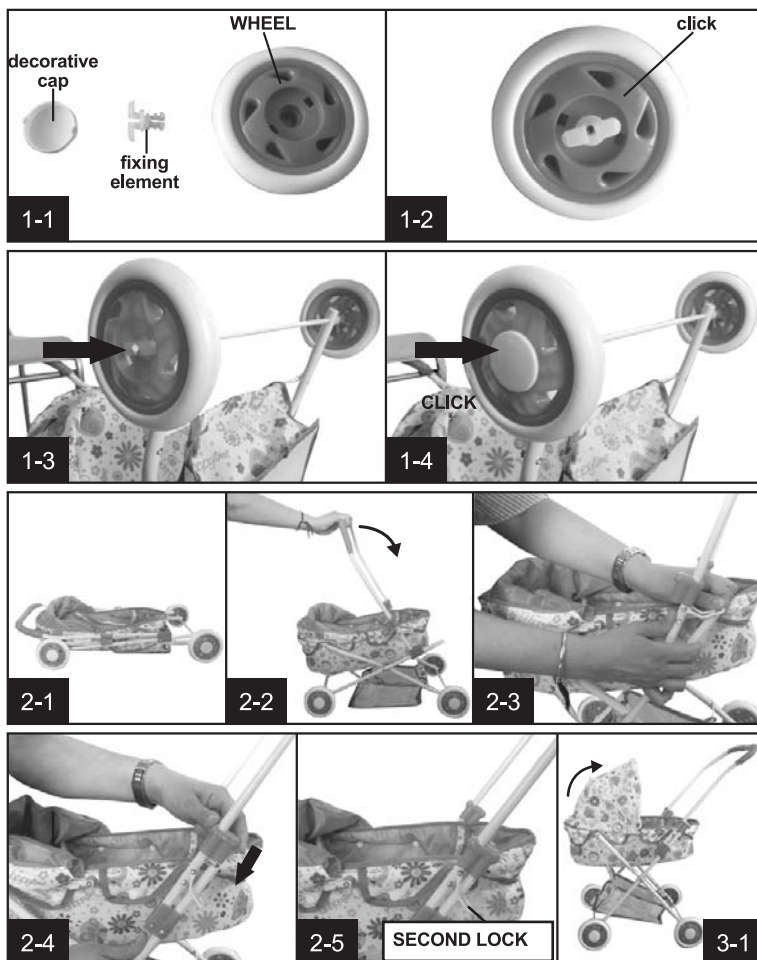 WHEEL
decorative
cap
fixing
element
1-1
click
1-2
1-3
CLICK
1-4
2-1
2-2
2-3
2-4
2-5
SECOND LOCK
3-1